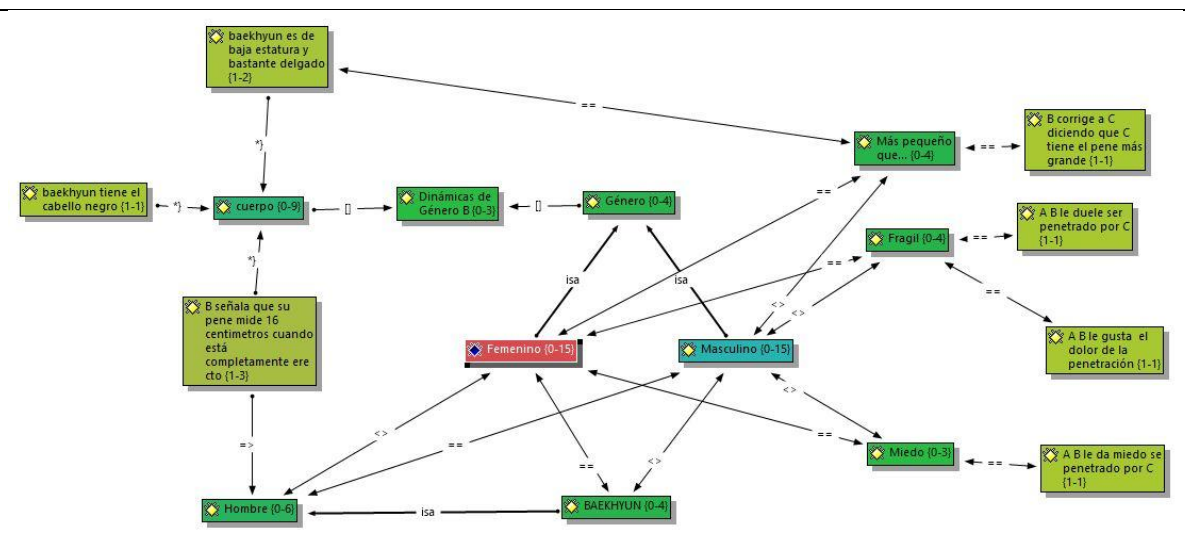 baekhyun es de
baja estatura y
bastante delgado
{1-2}
==
B corrige a C
diciendo que C
tiene el pene más
grande {1-1}
==
Más pequeño
que... {0-4}
*}
==
baekhyun tiene el
cabello negro {1-1}
*}
cuerpo {0-9}
[]
Dinámicas de
Género B {0-3}
[]
Género {0-4}
A B le duele ser
penetrado por C
{1-1}
==
Fragil {0-4}
*}
==
isa
isa
==
<>
<>
B señala que su
pene mide 16
centimetros cuando
está
completamente ere
cto {1-3}
A B le gusta el
dolor de la
penetración {1-1}
Femenino {0-15}
Masculino {0-15}
<>
=>
<>
==
==
<>
==
Miedo {0-3}
==
A B le da miedo se
penetrado por C
{1-1}
Hombre {0-6}
isa
BAEKHYUN {0-4}